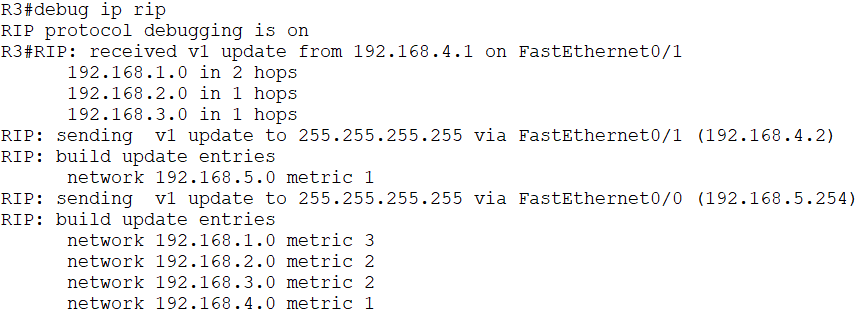 R3#debug ip rip
RIP protocol debugging is on
R3#RIP: received v1 update from 192.168.4.1 on FastEthernet0/1
192.168.1.0 in 2 hops
192.168.2.0 in 1 hops
192.168.3.0 in 1 hops
RIP: sending  v1 update to 255.255.255.255 via FastEthernet0/1 (192.168.4.2)
RIP: build update entries
network 192.168.5.0 metric 1
RIP: sending  v1 update to 255.255.255.255 via FastEthernet0/0 (192.168.5.254)
RIP: build update entries
network 192.168.1.0 metric 3
network 192.168.2.0 metric 2
network 192.168.3.0 metric 2
network 192.168.4.0 metric 1